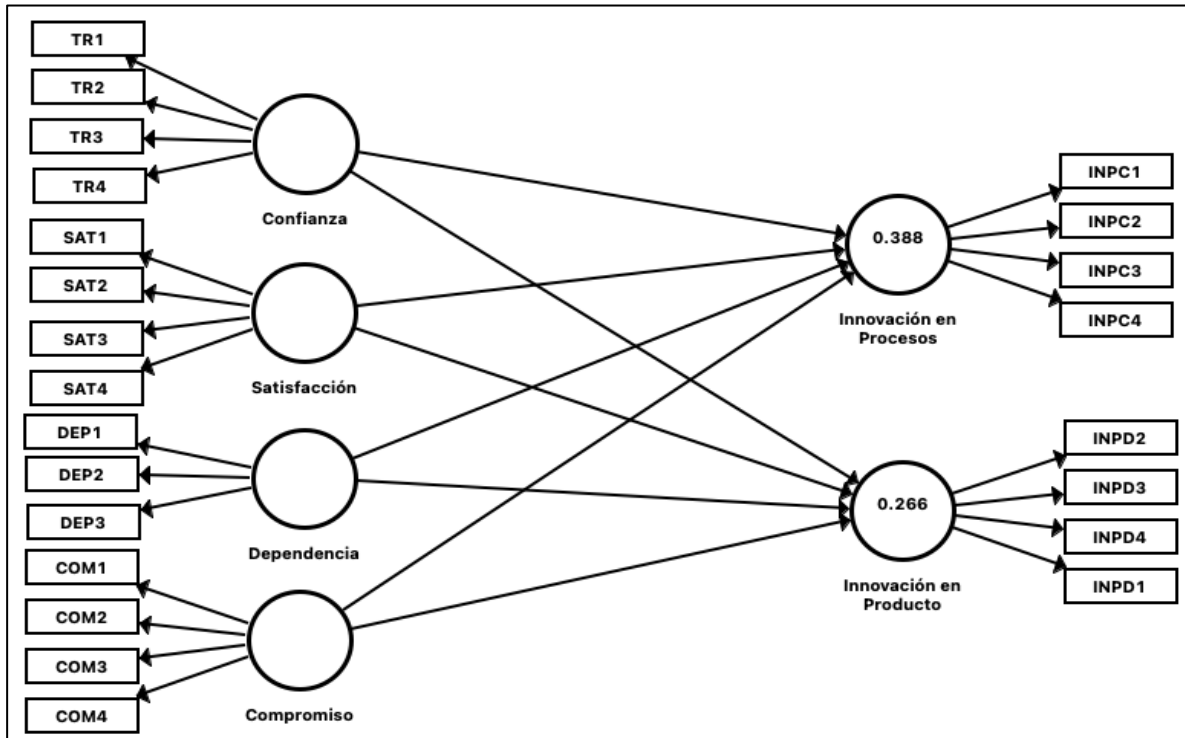 TR1
TR2
TR3
TR4
Confianza
SAT1
SAT2
SAT3
SAT4
Satisfacción
DEP1
DEP2
DEP3
Dependencia
COM1
COM2
COM3
COM4
Compromiso
0.388
Innovación en
Procesos
INPC1
INPC2
INPC3
INPC4
0.266
Innovación en
Producto
INPD2
INPD3
INPD4
INPD1